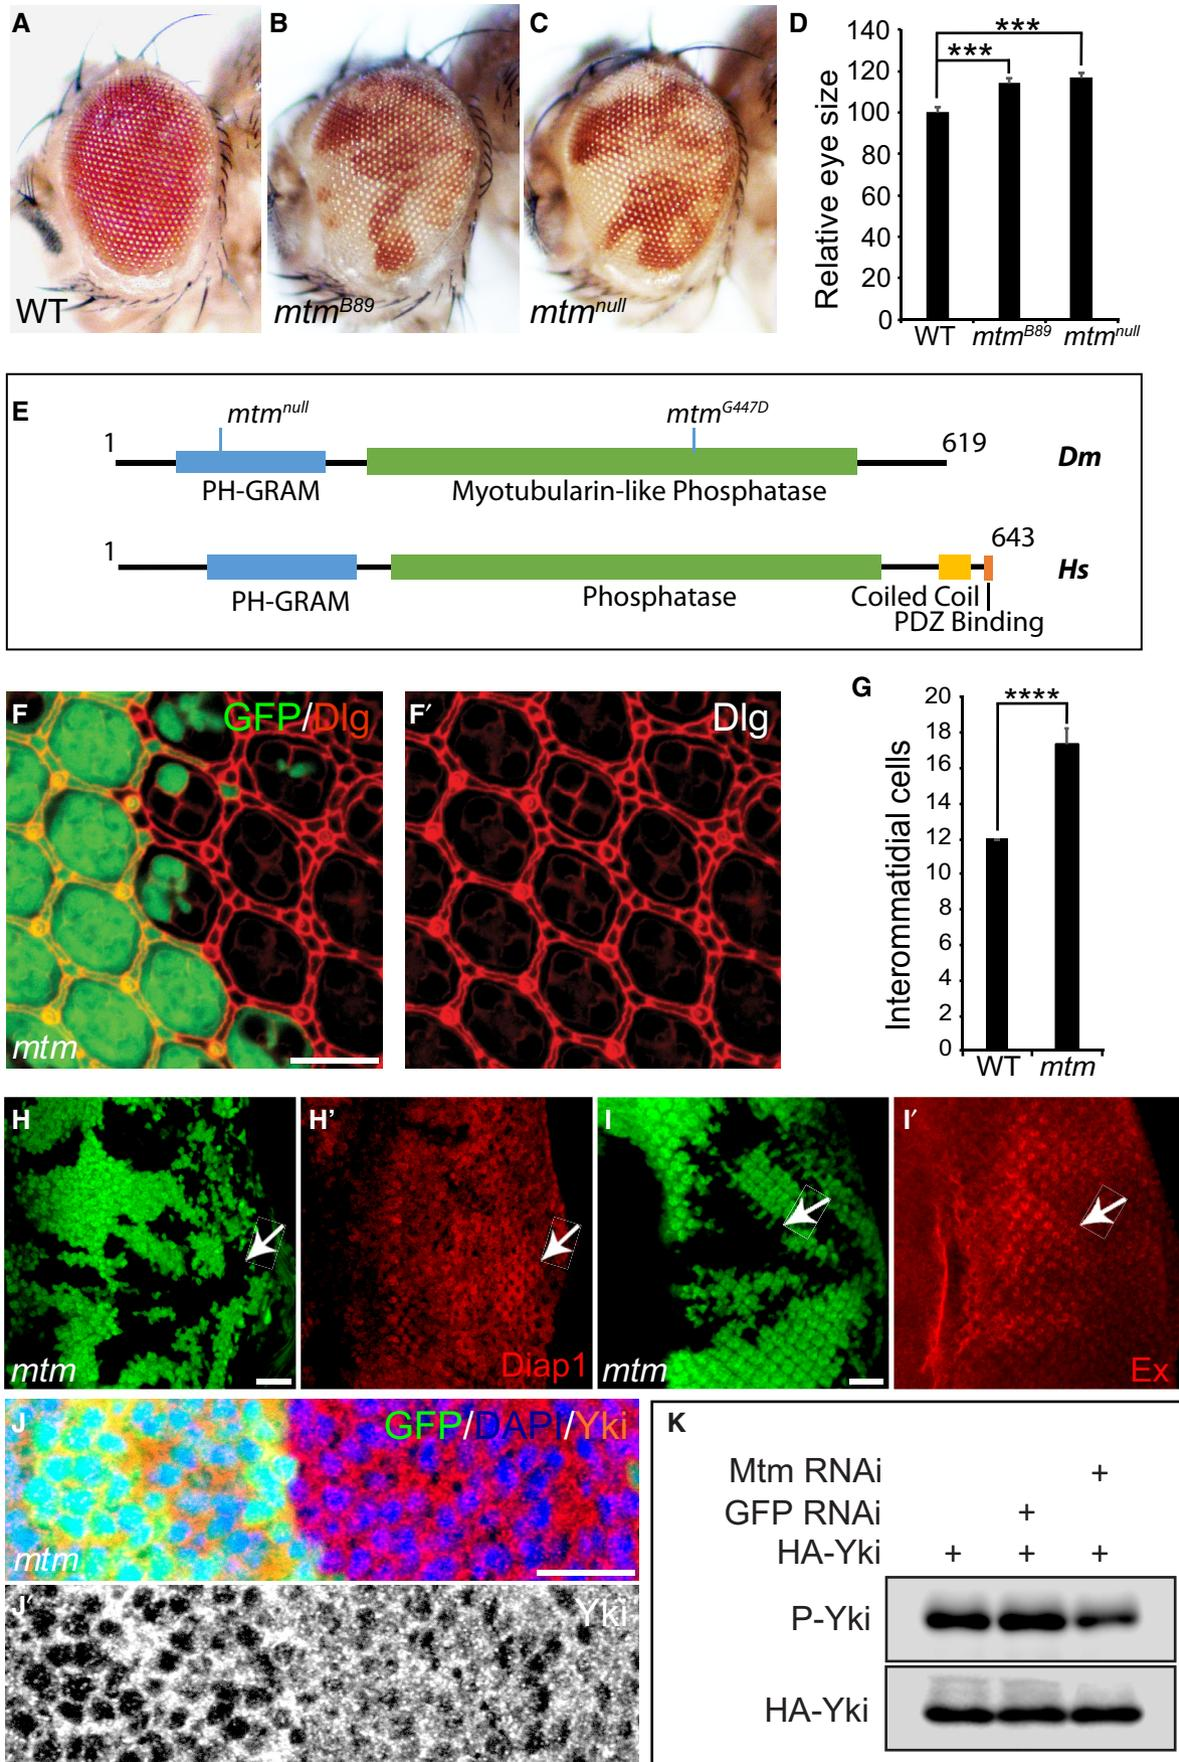 A
WT
B
mtm^B89
C
mtm^null
D
***
***
Relative eye size
140
120
100
80
60
40
20
0
WT mtm^B89 mtm^null
E
mtm^null mtm^G447D
1 619 Dm
PH-GRAM Myotubularin-like Phosphatase
1 643 Hs
PH-GRAM Phosphatase Coiled Coil
PDZ Binding
F GFP/Dlg
mtm
F′ Dlg
G
****
Interommatidial cells
20
18
16
14
12
10
8
6
4
2
0
WT mtm
H
mtm
H’
Diap1
I
mtm
I′
Ex
J GFP/DAPI/Yki
mtm
J′ Yki
K
Mtm RNAi +
GFP RNAi +
HA-Yki + + +
P-Yki
HA-Yki